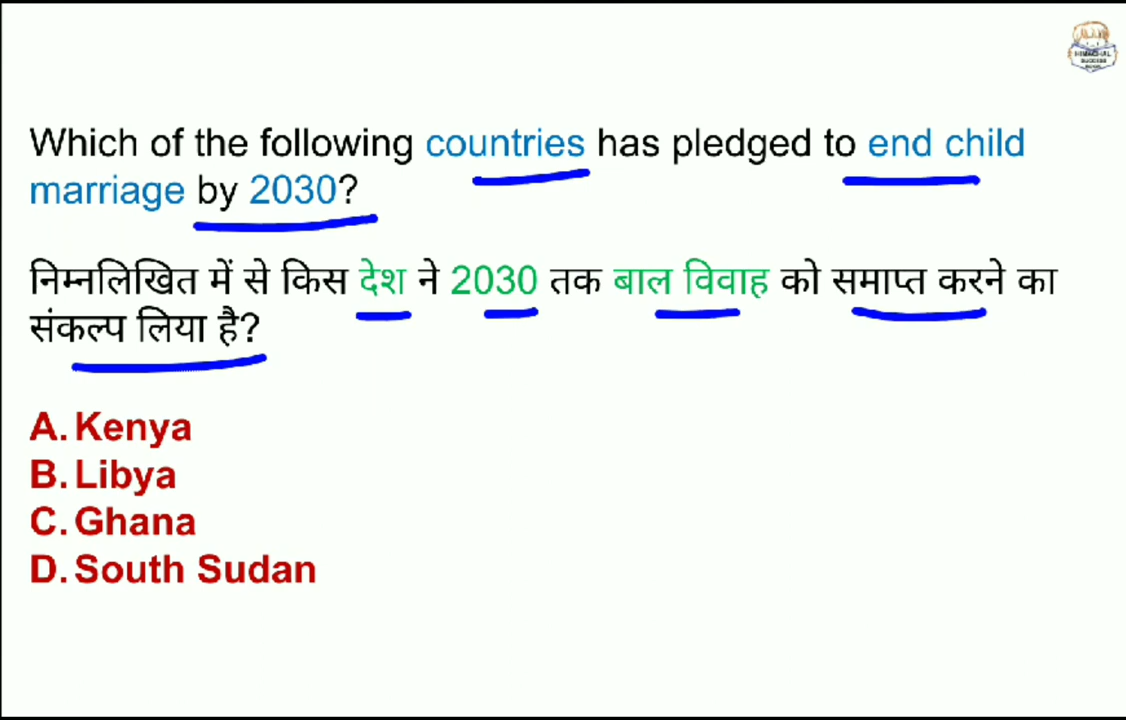 Which of the following countries has pledged to end child
marriage by 2030?
निम्नलिखित में से किस देश ने 2030 तक बाल विवाह को समाप्त करने का
संकल्प लिया है?
A. Kenya
B. Libya
C. Ghana
D. South Sudan